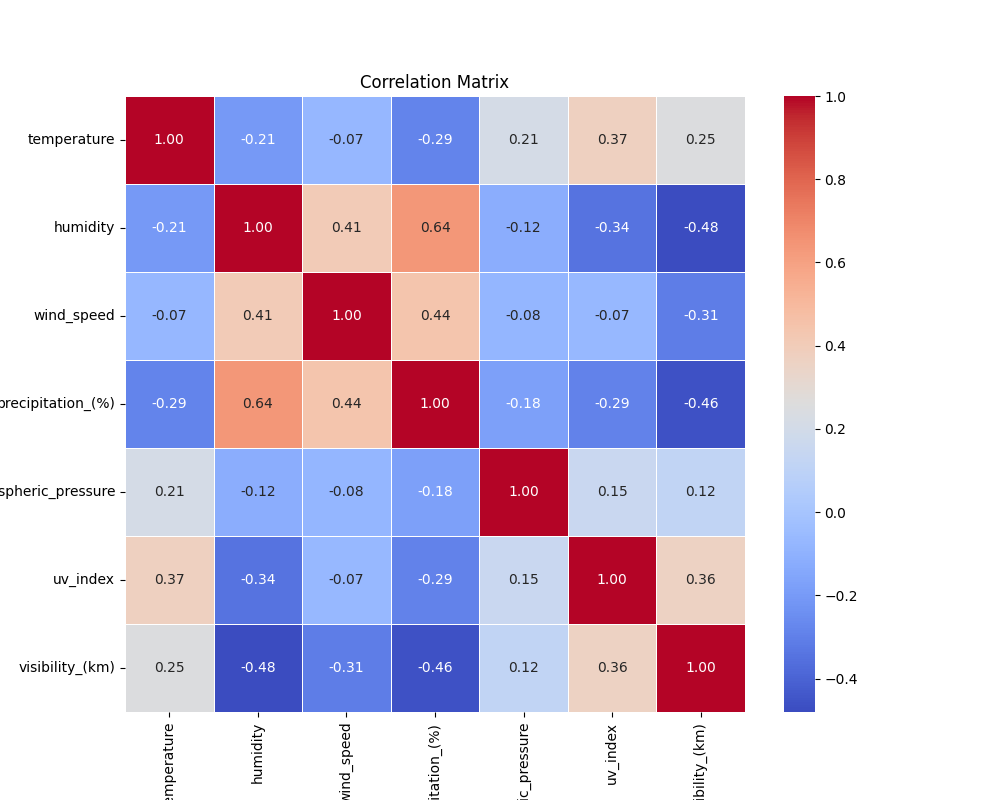 Correlation Matrix
temperature 1.00 -0.21 -0.07 -0.29 0.21 0.37 0.25
humidity -0.21 1.00 0.41 0.64 -0.12 -0.34 -0.48
wind_speed -0.07 0.41 1.00 0.44 -0.08 -0.07 -0.31
precipitation_(%) -0.29 0.64 0.44 1.00 -0.18 -0.29 -0.46
spheric_pressure 0.21 -0.12 -0.08 -0.18 1.00 0.15 0.12
uv_index 0.37 -0.34 -0.07 -0.29 0.15 1.00 0.36
visibility_(km) 0.25 -0.48 -0.31 -0.46 0.12 0.36 1.00
emperature
humidity
wind_speed
itation_(%)
ic_pressure
uv_index
ibility_(km)
1.0
0.8
0.6
0.4
0.2
0.0
−0.2
−0.4